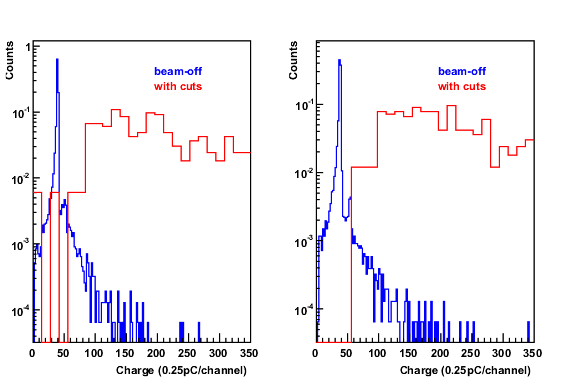 Counts
1
10-1
10-2
10-3
10-4
0 50 100 150 200 250 300 350
Charge (0.25pC/channel)
beam-off
with cuts
Counts
1
10-1
10-2
10-3
10-4
0 50 100 150 200 250 300 350
Charge (0.25pC/channel)
beam-off
with cuts